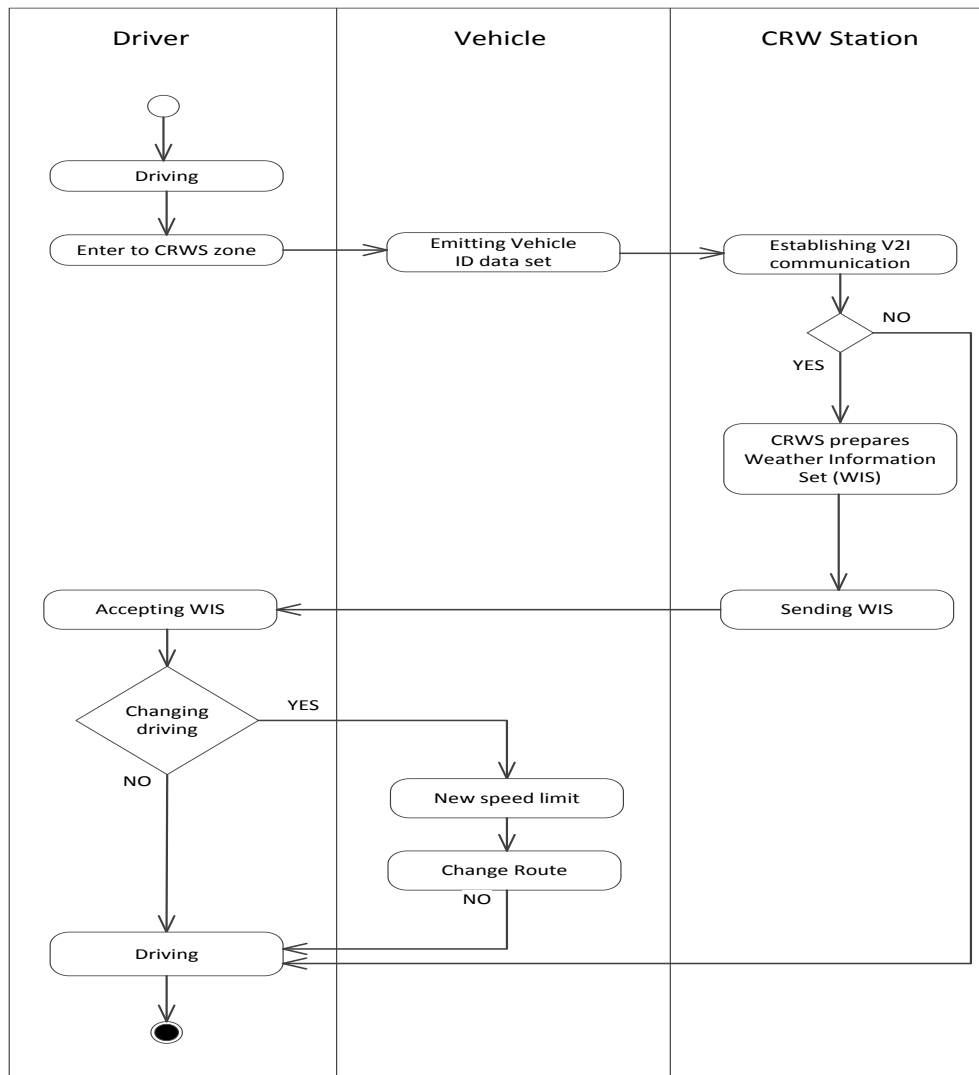 Driver
Vehicle
CRW Station
Driving
Enter to CRWS zone
Emitting Vehicle
ID data set
Establishing V2I
communication
NO
YES
CRWS prepares
Weather Information
Set (WIS)
Accepting WIS
Sending WIS
Changing
driving
YES
NO
New speed limit
Change Route
NO
Driving